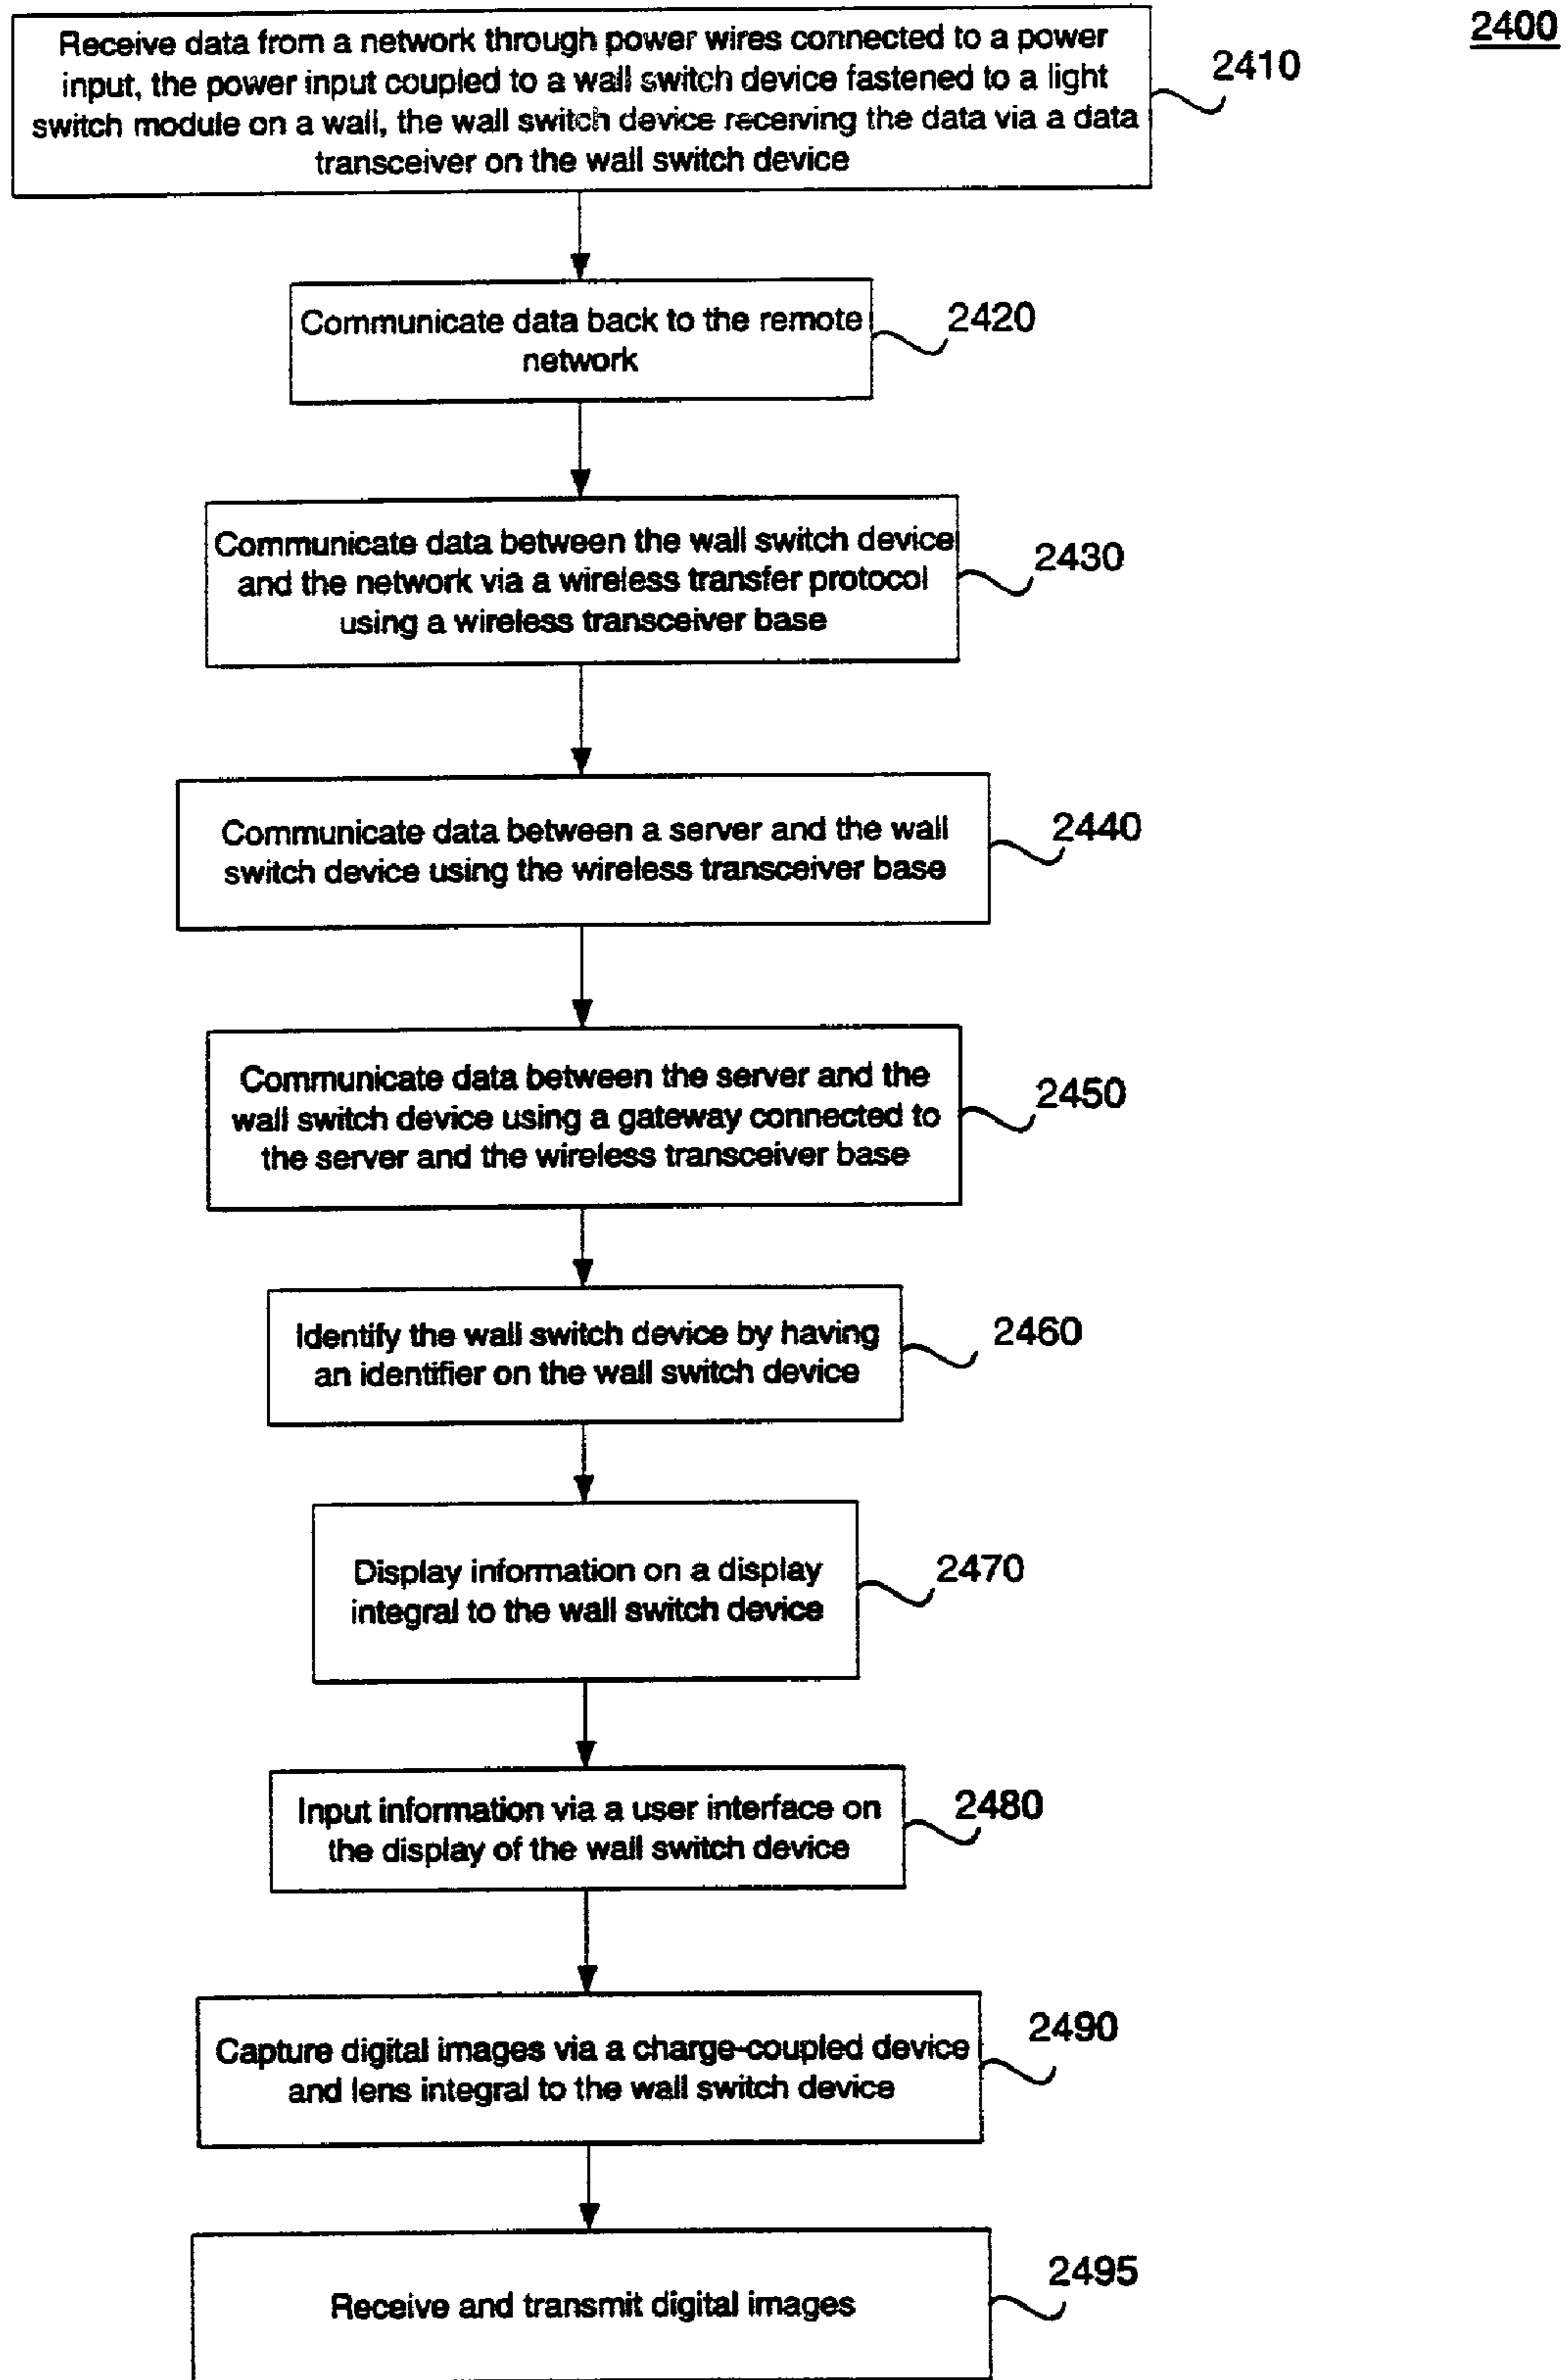 2400
Receive data from a network through power wires connected to a power
input, the power input coupled to a wall switch device fastened to a light
switch module on a wall, the wall switch device receiving the data via a data
transceiver on the wall switch device
2410
Communicate data back to the remote
network
2420
Communicate data between the wall switch device
and the network via a wireless transfer protocol
using a wireless transceiver base
2430
Communicate data between a server and the wall
switch device using the wireless transceiver base
2440
Communicate data between the server and the
wall switch device using a gateway connected to
the server and the wireless transceiver base
2450
Identify the wall switch device by having
an identifier on the wall switch device
2460
Display information on a display
integral to the wall switch device
2470
Input information via a user interface on
the display of the wall switch device
2480
Capture digital images via a charge-coupled device
and lens integral to the wall switch device
2490
Receive and transmit digital images
2495